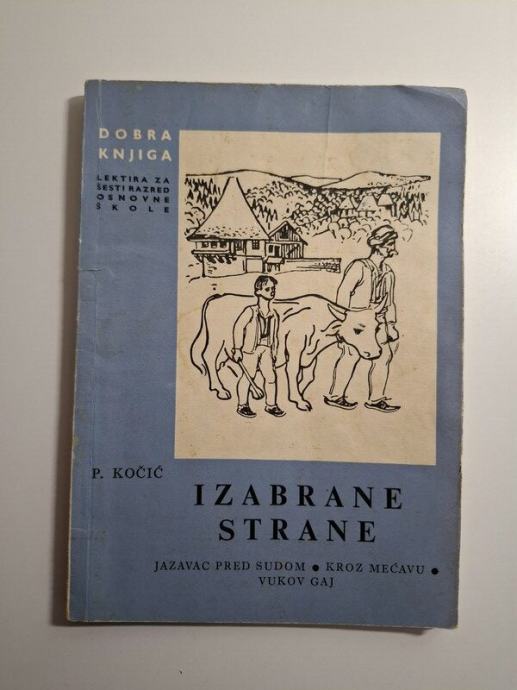 DOBRA
KNJIGA
LEKTIRA ZA
ŠESTI RAZRED
OSNOVNE
ŠKOLE
P. KOČIĆ
IZABRANE
STRANE
JAZAVAC PRED SUDOM ● KROZ MEĆAVU ●
VUKOV GAJ